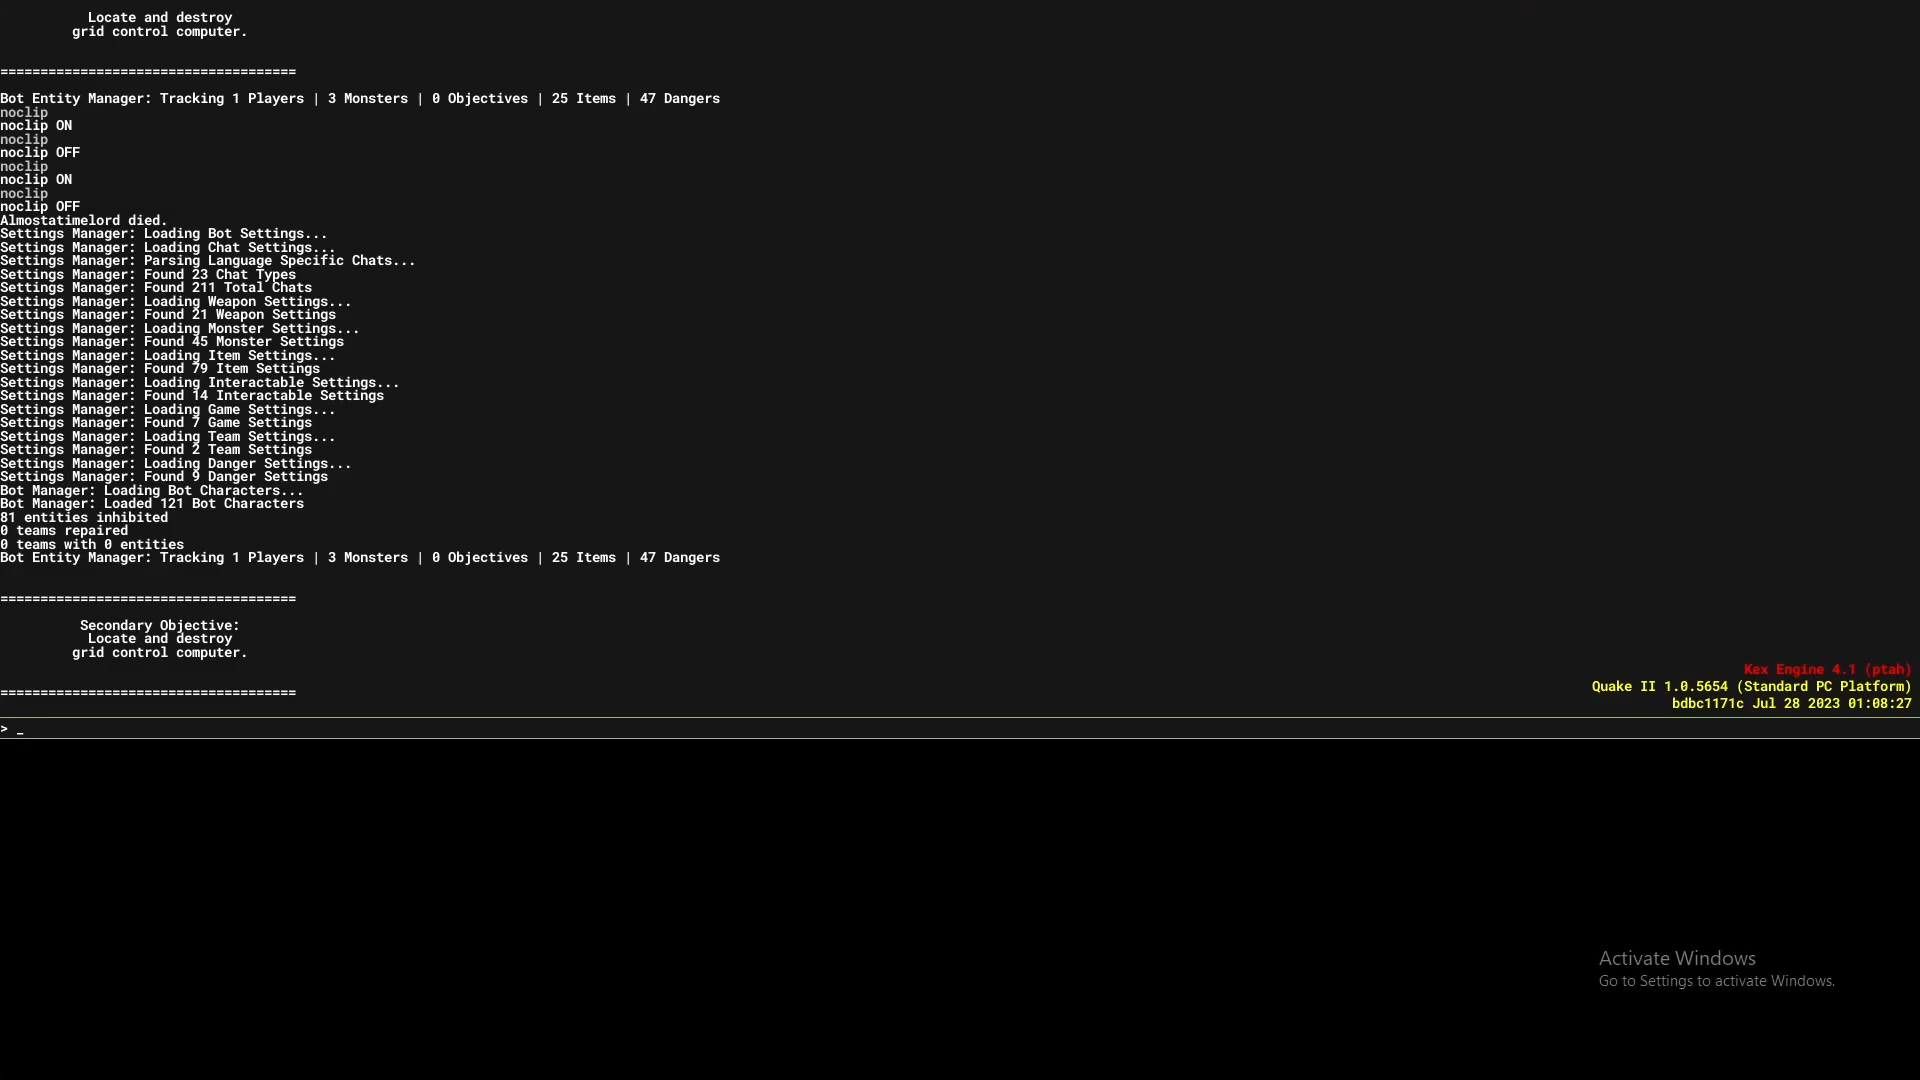 Locate and destroy
grid control computer.
=====================================
Bot Entity Manager: Tracking 1 Players | 3 Monsters | 0 Objectives | 25 Items | 47 Dangers
noclip
noclip ON
noclip
noclip OFF
noclip
noclip ON
noclip
noclip OFF
Almostatimelord died.
Settings Manager: Loading Bot Settings...
Settings Manager: Loading Chat Settings...
Settings Manager: Parsing Language Specific Chats...
Settings Manager: Found 23 Chat Types
Settings Manager: Found 211 Total Chats
Settings Manager: Loading Weapon Settings...
Settings Manager: Found 21 Weapon Settings
Settings Manager: Loading Monster Settings...
Settings Manager: Found 45 Monster Settings
Settings Manager: Loading Item Settings...
Settings Manager: Found 79 Item Settings
Settings Manager: Loading Interactable Settings...
Settings Manager: Found 14 Interactable Settings
Settings Manager: Loading Game Settings...
Settings Manager: Found 7 Game Settings
Settings Manager: Loading Team Settings...
Settings Manager: Found 2 Team Settings
Settings Manager: Loading Danger Settings...
Settings Manager: Found 9 Danger Settings
Bot Manager: Loading Bot Characters...
Bot Manager: Loaded 121 Bot Characters
81 entities inhibited
0 teams repaired
0 teams with 0 entities
Bot Entity Manager: Tracking 1 Players | 3 Monsters | 0 Objectives | 25 Items | 47 Dangers
=====================================
Secondary Objective:
Locate and destroy
grid control computer.
=====================================
Kex Engine 4.1 (ptah)
Quake II 1.0.5654 (Standard PC Platform)
bdbc1171c Jul 28 2023 01:08:27
> _
Activate Windows
Go to Settings to activate Windows.